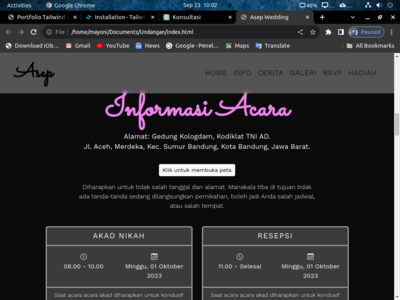 Activities
Google Chrome
Sep 23 10:02
46%
Portfolio Tailwind
Installation - Tailw
Konsultasi
Asep Wedding
/home/mayoni/Documents/Undangan/index.html
Paused
Download IOb...
YouTube
Maps
News
Translate
Google - Penel...
Google - Penel...
All Bookmarks
Asep
HOME INFO CERITA GALERI RSVP HADIAH
Informasi Acara
Alamat: Gedung Kologdam, Kodiklat TNI AD.
Jl, Aceh, Merdeka, Kec. Sumur Bandung, Kota Bandung, Jawa Barat.
Klik untuk membuka peta
Diharapkan untuk tidak salah tanggal dan alamat. Manakala tiba di tujuan tidak
ada tanda-tanda sedang dilangsungkan pernikahan, boleh jadi Anda salah jadwal,
atau salah tempat.
AKAD NIKAH
08.00 - 10.00
Minggu, 01 Oktober
2023
Saat acara akad diharapkan untuk kondusif
RESEPSI
11.00 - Selesai
Minggu, 01 Oktober
2023
Saat acara acara diharapkan untuk kondusif